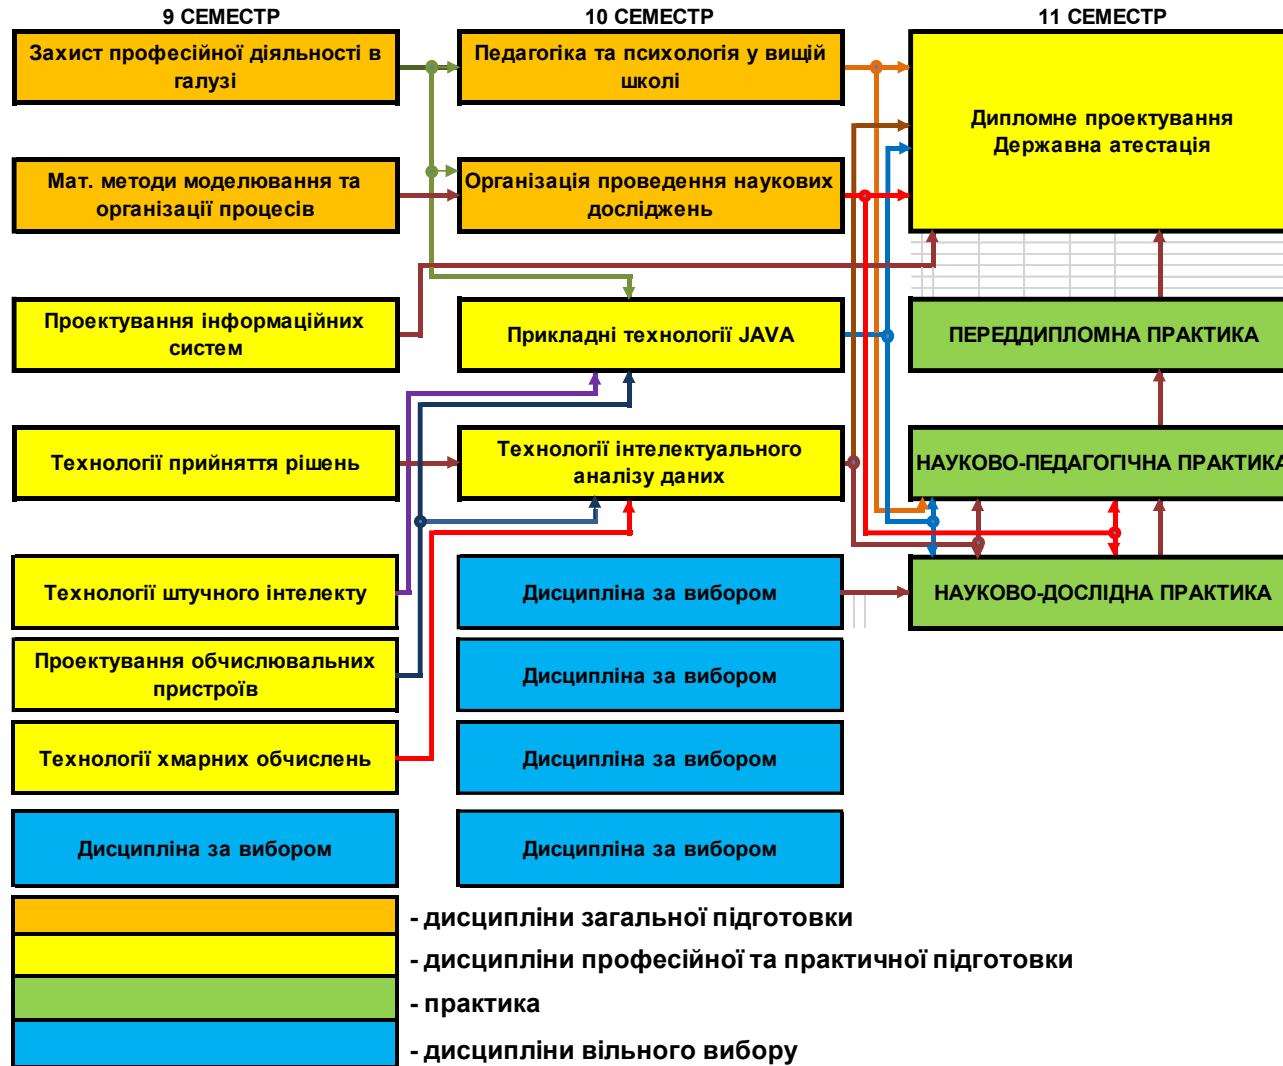 9 СЕМЕСТР
10 СЕМЕСТР
11 СЕМЕСТР
Захист професійної діяльності в
галузі
Педагогіка та психологія у вищій
школі
Дипломне проектування
Державна атестація
Мат. методи моделювання та
організації процесів
Організація проведення наукових
досліджень
Проектування інформаційних
систем
Прикладні технології JAVA
ПЕРЕДДИПЛОМНА ПРАКТИКА
Технології прийняття рішень
Технології інтелектуального
аналізу даних
НАУКОВО-ПЕДАГОГІЧНА ПРАКТИКА
Технології штучного інтелекту
Дисципліна за вибором
НАУКОВО-ДОСЛІДНА ПРАКТИКА
Проектування обчислювальних
пристроїв
Дисципліна за вибором
Технології хмарних обчислень
Дисципліна за вибором
Дисципліна за вибором
Дисципліна за вибором
- дисципліни загальної підготовки
- дисципліни професійної та практичної підготовки
- практика
- дисципліни вільного вибору